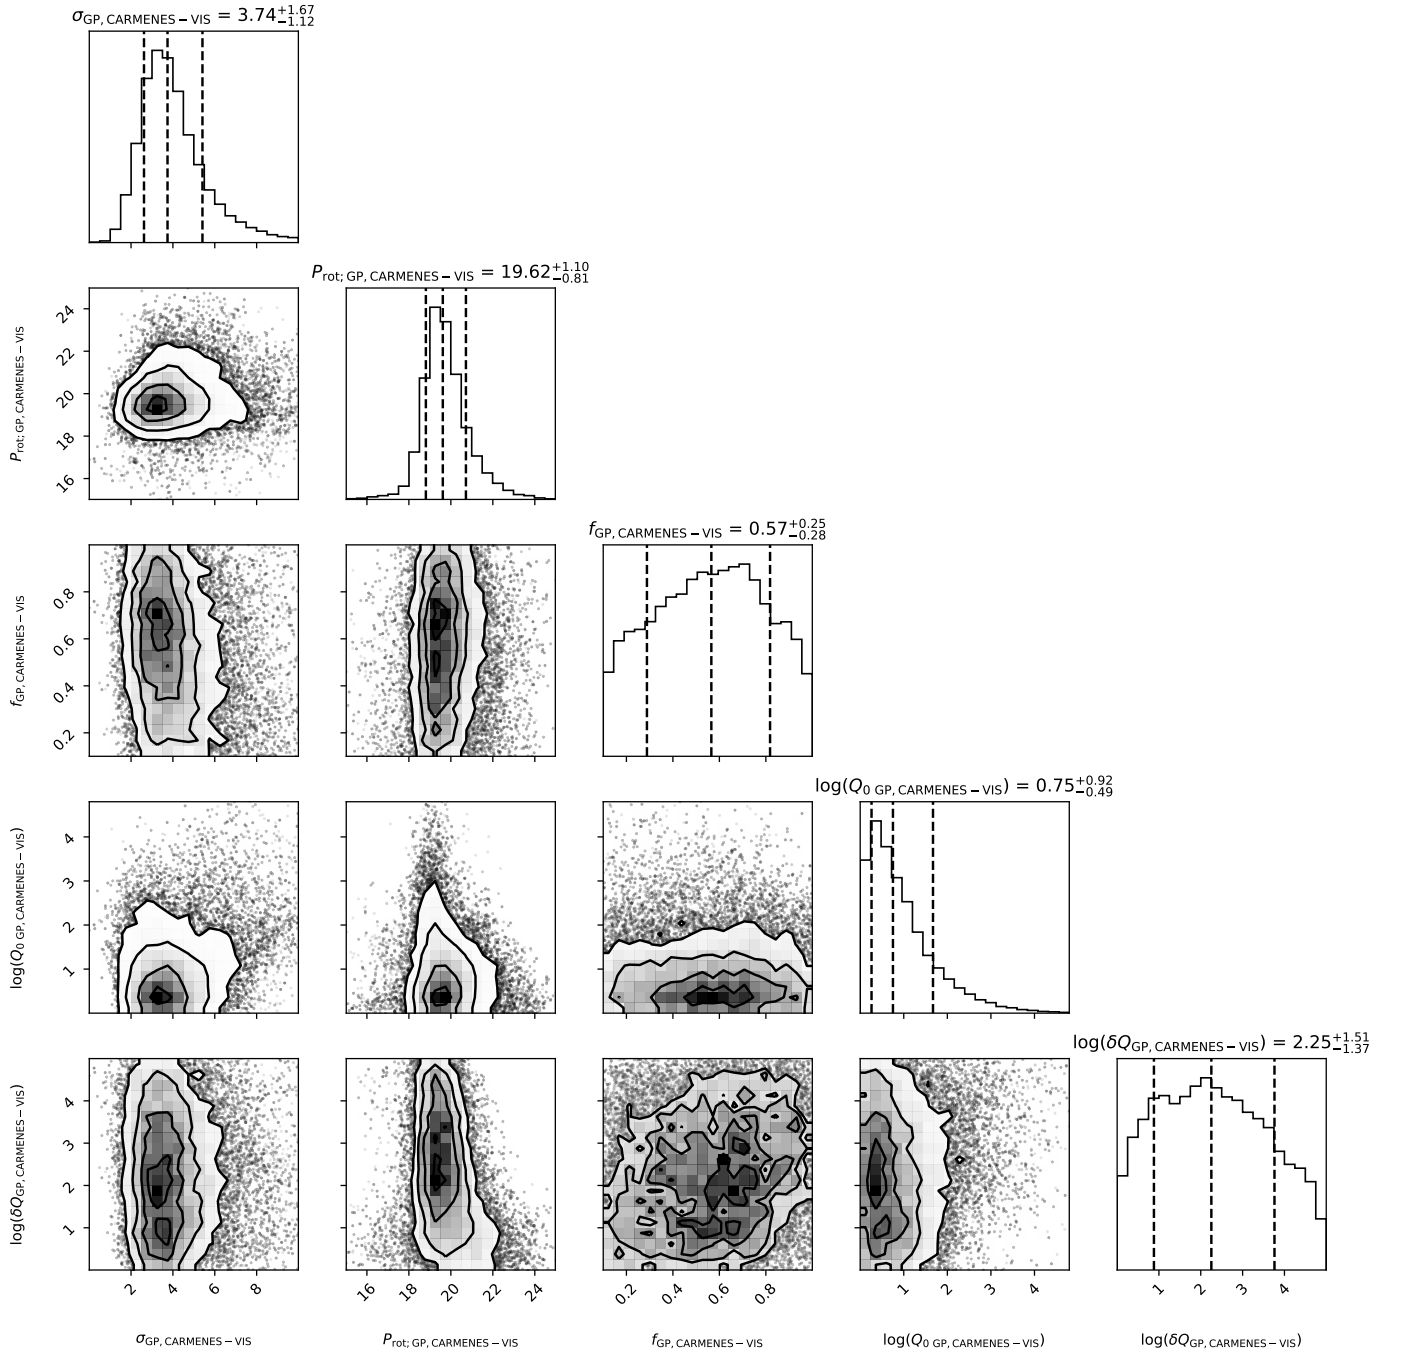 σGP, CARMENES−VIS = 3.74+1.67−1.12
Prot; GP, CARMENES−VIS = 19.62+1.10−0.81
24
22
20
18
16
Prot; GP, CARMENES−VIS
fGP, CARMENES−VIS = 0.57+0.25−0.28
0.8
0.6
0.4
0.2
fGP, CARMENES−VIS
log(Q0 GP, CARMENES−VIS) = 0.75+0.92−0.49
4
3
2
1
log(Q0 GP, CARMENES−VIS)
log(δQGP, CARMENES−VIS) = 2.25+1.51−1.37
4
3
2
1
log(δQGP, CARMENES−VIS)
2 4 6 8 16 18 20 22 24 0.2 0.4 0.6 0.8 1 2 3 4 1 2 3 4
σGP, CARMENES−VIS Prot; GP, CARMENES−VIS fGP, CARMENES−VIS log(Q0 GP, CARMENES−VIS) log(δQGP, CARMENES−VIS)